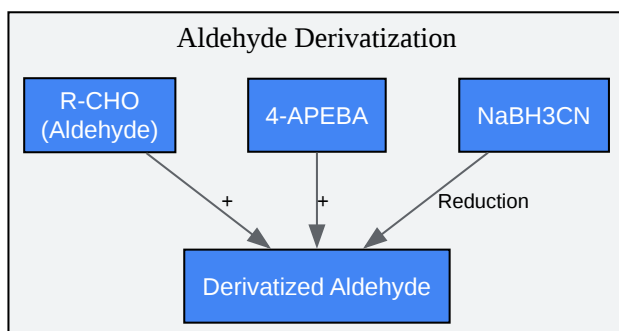 Aldehyde Derivatization
R-CHO
(Aldehyde)
4-APEBA
NaBH3CN
+
+
Reduction
Derivatized Aldehyde